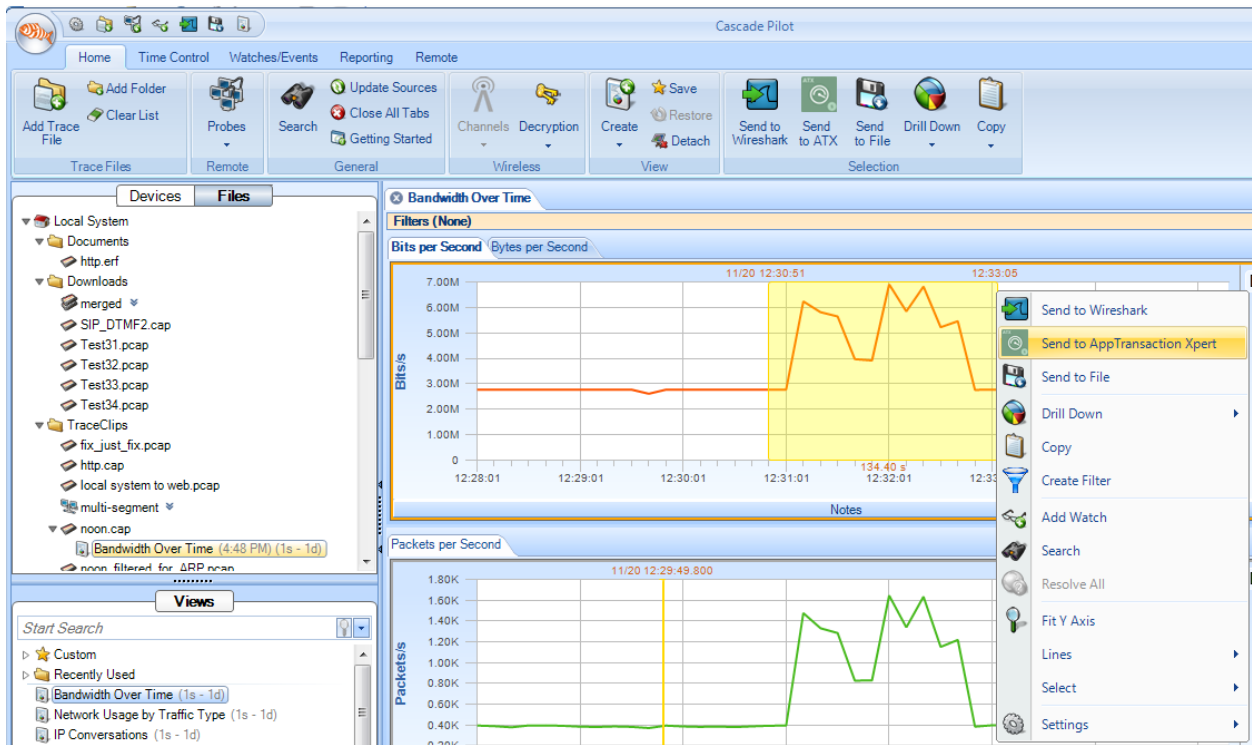 Cascade Pilot
Home Time Control Watches/Events Reporting Remote
Add Trace File
Add Folder
Clear List
Trace Files
Probes
Remote
Search
Update Sources
Close All Tabs
Getting Started
General
Channels
Decryption
Wireless
Create
Save
Restore
Detach
View
Send to Wireshark
ATX
Send to ATX
Send to File
Drill Down
Copy
Selection
Devices Files
Local System
Documents
http.erf
Downloads
merged
SIP_DTMF2.cap
Test31.pcap
Test32.pcap
Test33.pcap
Test34.pcap
TraceClips
fix_just_fix.pcap
http.cap
local system to web.pcap
multi-segment
noon.cap
Bandwidth Over Time (4:48 PM) (1s - 1d)
noon_filtered_for_ARP.pcap
Views
Start Search
Custom
Recently Used
Bandwidth Over Time (1s - 1d)
Network Usage by Traffic Type (1s - 1d)
IP Conversations (1s - 1d)
Bandwidth Over Time
Filters (None)
Bits per Second Bytes per Second
11/20 12:30:51 12:33:05
7.00M
6.00M
5.00M
4.00M
3.00M
2.00M
1.00M
0
Bits/s
134.40 s
12:28:01 12:29:01 12:30:01 12:31:01 12:32:01 12:33
Notes
Packets per Second
11/20 12:29:49.800
1.80K
1.60K
1.40K
1.20K
1.00K
0.80K
0.60K
0.40K
0.20K
Packets/s
Send to Wireshark
Send to AppTransaction Xpert
Send to File
Drill Down
Copy
Create Filter
Add Watch
Search
Resolve All
Fit Y Axis
Lines
Select
Settings